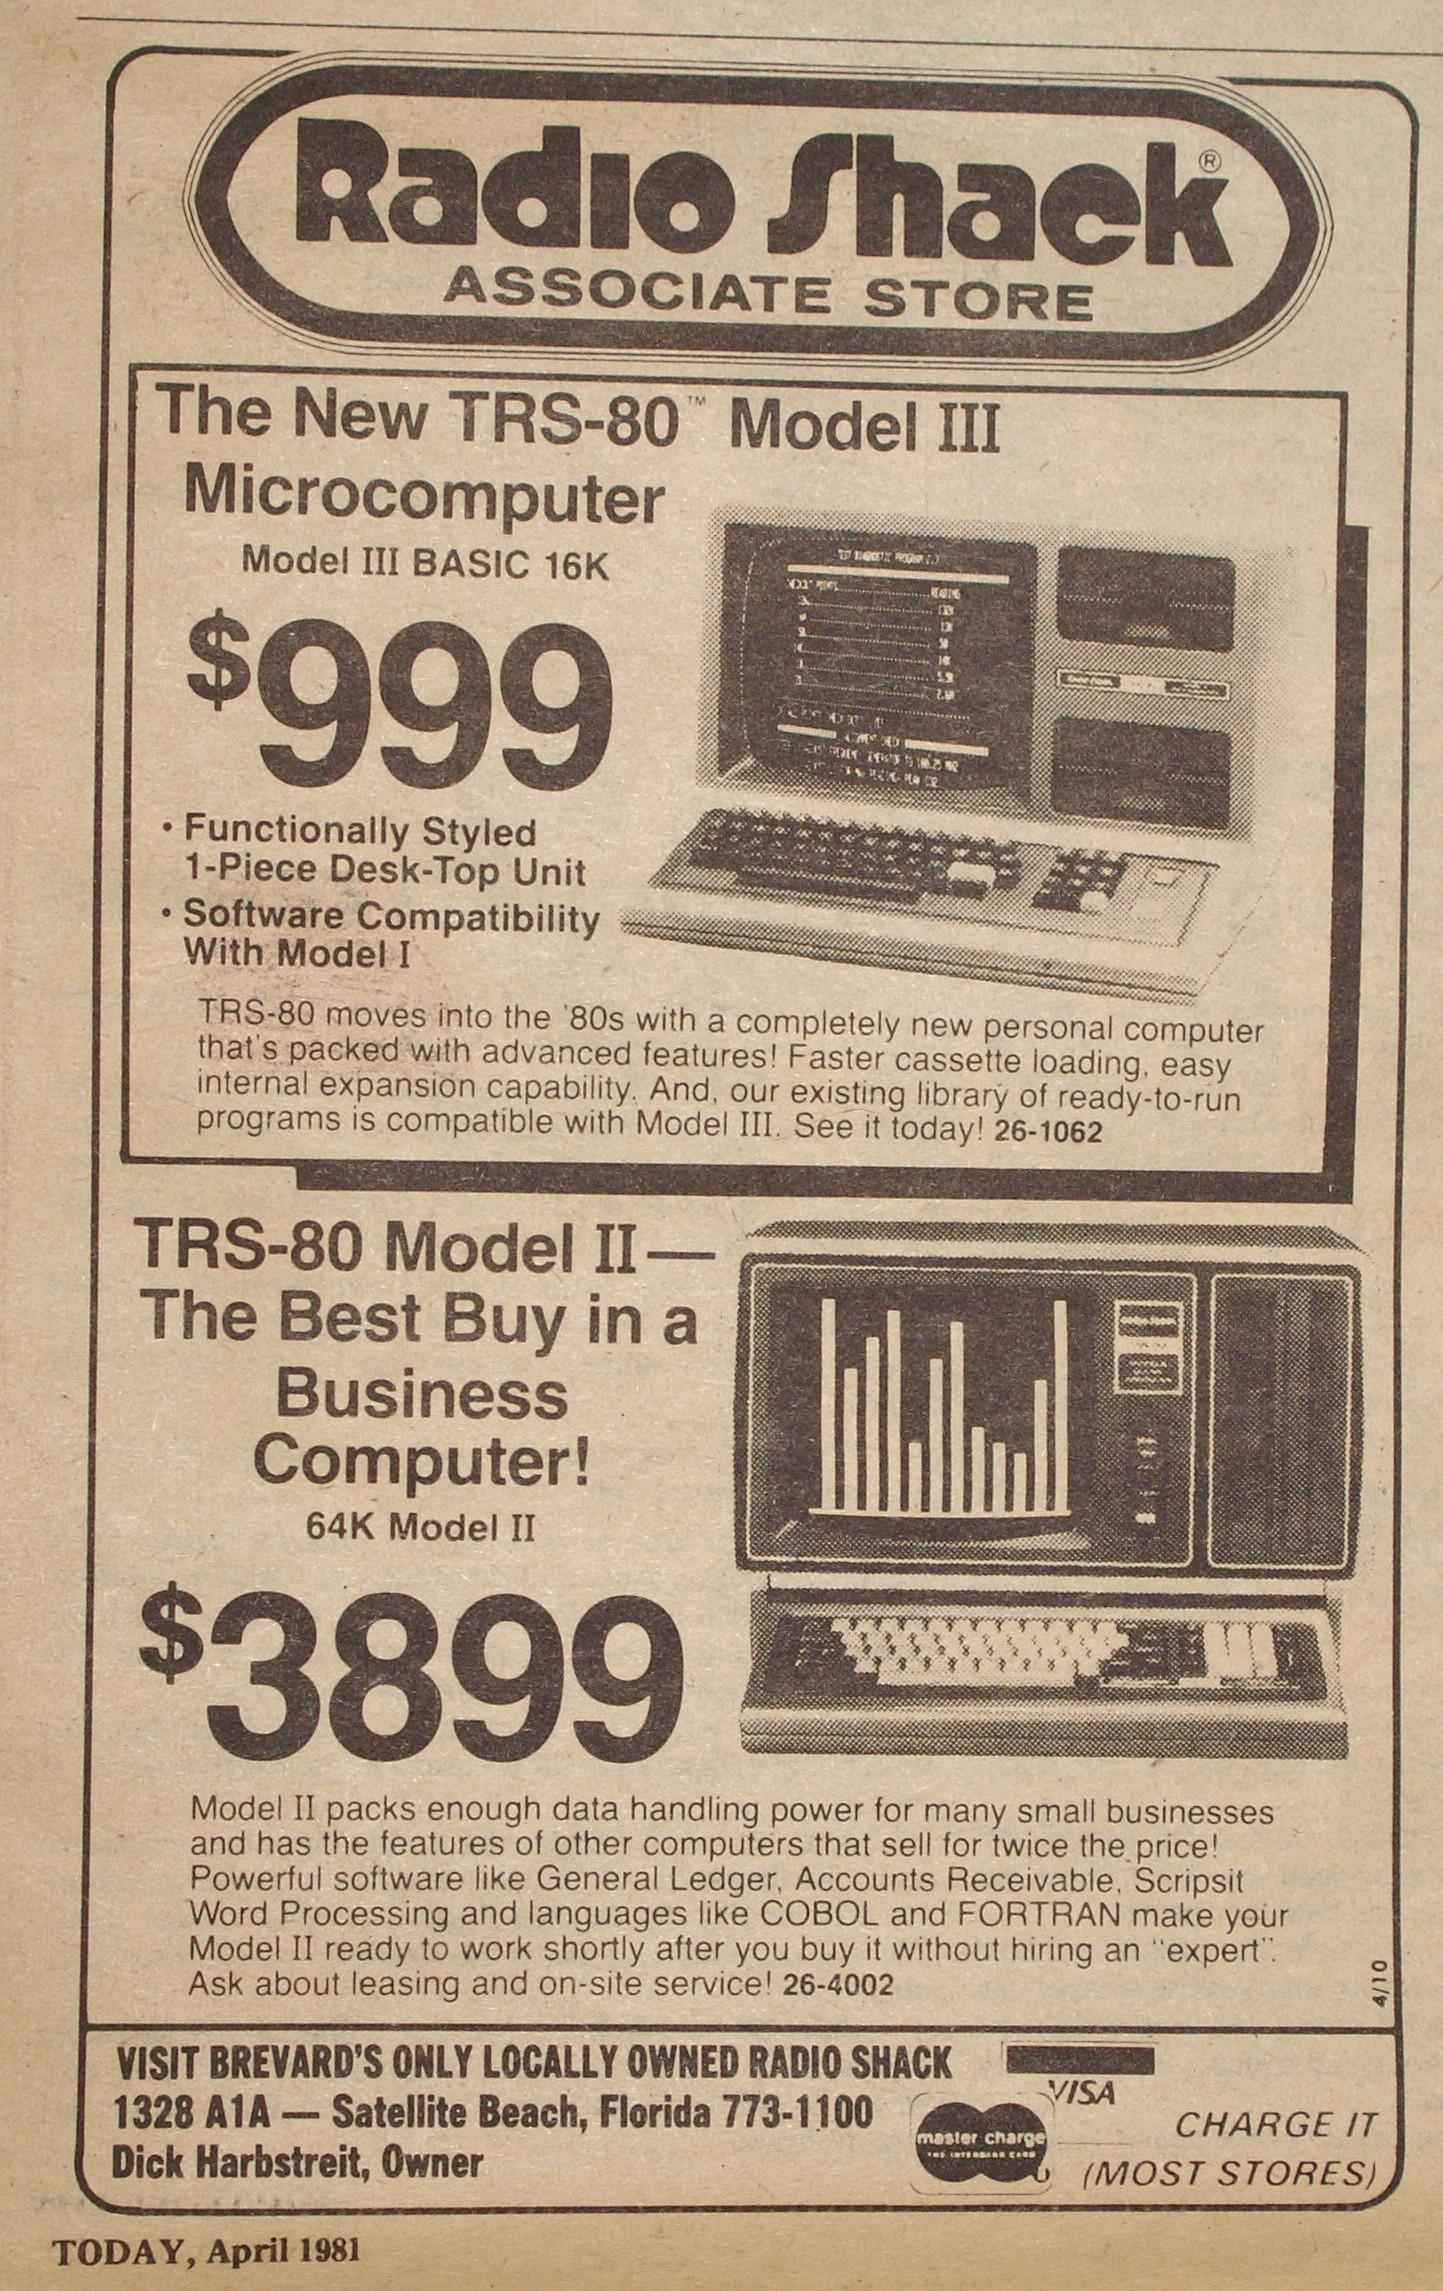 Radio Shack®
ASSOCIATE STORE
The New TRS-80™ Model III
Microcomputer
Model III BASIC 16K
$999
• Functionally Styled
1-Piece Desk-Top Unit
• Software Compatibility
With Model I
TRS-80 moves into the '80s with a completely new personal computer
that's packed with advanced features! Faster cassette loading, easy
internal expansion capability. And, our existing library of ready-to-run
programs is compatible with Model III. See it today! 26-1062
TRS-80 Model II—
The Best Buy in a
Business
Computer!
64K Model II
$3899
Model II packs enough data handling power for many small businesses
and has the features of other computers that sell for twice the price!
Powerful software like General Ledger, Accounts Receivable, Scripsit
Word Processing and languages like COBOL and FORTRAN make your
Model II ready to work shortly after you buy it without hiring an "expert".
Ask about leasing and on-site service! 26-4002
4/10
VISIT BREVARD'S ONLY LOCALLY OWNED RADIO SHACK
1328 A1A — Satellite Beach, Florida 773-1100
Dick Harbstreit, Owner
VISA
master charge
THE INTERBANK CARD
CHARGE IT
(MOST STORES)
TODAY, April 1981